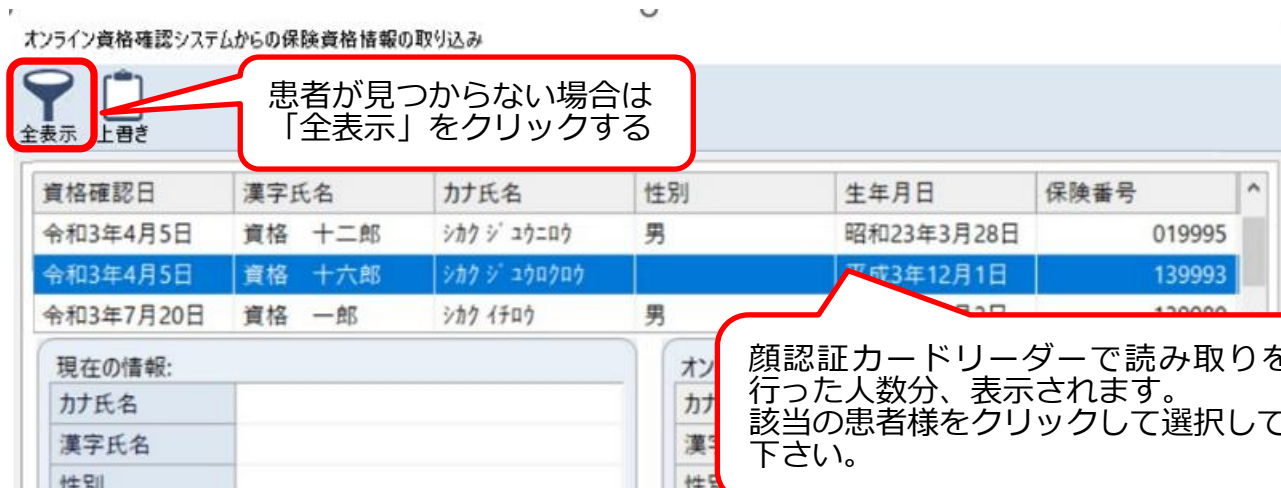 オンライン資格確認システムからの保険資格情報の取り込み
患者が見つからない場合は
「全表示」をクリックする
全表示 上書き
資格確認日 漢字氏名 カナ氏名 性別 生年月日 保険番号
令和3年4月5日 資格 十二郎 ｼｶｸ ｼﾞｭｳﾆﾛｳ 男 昭和23年3月28日 019995
令和3年4月5日 資格 十六郎 ｼｶｸ ｼﾞｭｳﾛｸﾛｳ 平成3年12月1日 139993
令和3年7月20日 資格 一郎 ｼｶｸ ｲﾁﾛｳ 男
現在の情報:
カナ氏名
漢字氏名
性別
オン
カナ
漢字
性別
顔認証カードリーダーで読み取りを
行った人数分、表示されます。
該当の患者様をクリックして選択して
下さい。